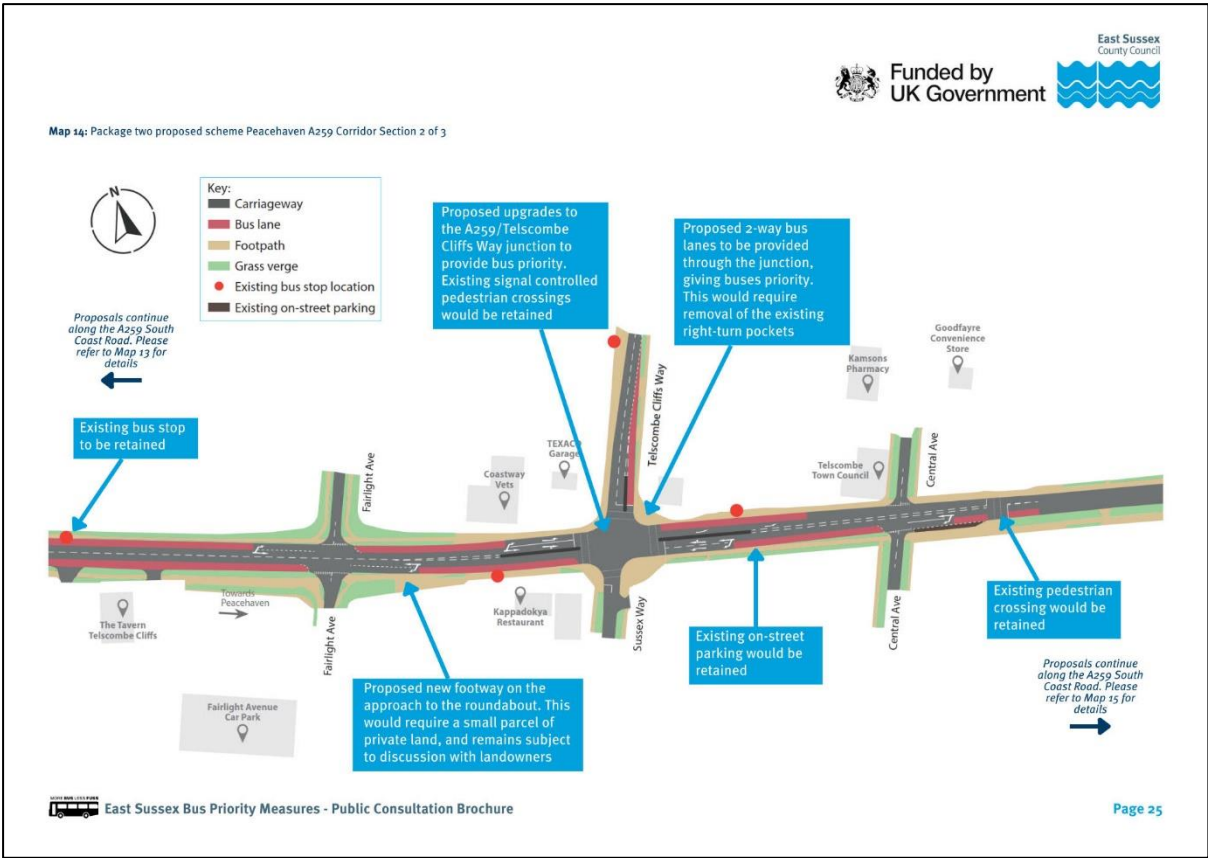 East Sussex
County Council
Funded by
UK Government
Map 14: Package two proposed scheme Peacehaven A259 Corridor Section 2 of 3
N
Key:
Carriageway
Bus lane
Footpath
Grass verge
Existing bus stop location
Existing on-street parking
Proposals continue
along the A259 South
Coast Road. Please
refer to Map 13 for
details
Existing bus stop
to be retained
Proposed upgrades to
the A259/Telscombe
Cliffs Way junction to
provide bus priority.
Existing signal controlled
pedestrian crossings
would be retained
Proposed 2-way bus
lanes to be provided
through the junction,
giving buses priority.
This would require
removal of the existing
right-turn pockets
Goodfayre
Convenience
Store
Kamsons
Pharmacy
Telscombe Cliffs Way
TEXACO
Garage
Coastway
Vets
Fairlight Ave
Telscombe
Town Council
Central Ave
The Tavern
Telscombe Cliffs
Towards
Peacehaven
Fairlight Ave
Kappadokya
Restaurant
Sussex Way
Existing on-street
parking would be
retained
Central Ave
Existing pedestrian
crossing would be
retained
Proposals continue
along the A259 South
Coast Road. Please
refer to Map 15 for
details
Fairlight Avenue
Car Park
Proposed new footway on the
approach to the roundabout. This
would require a small parcel of
private land, and remains subject
to discussion with landowners
East Sussex Bus Priority Measures - Public Consultation Brochure
Page 25